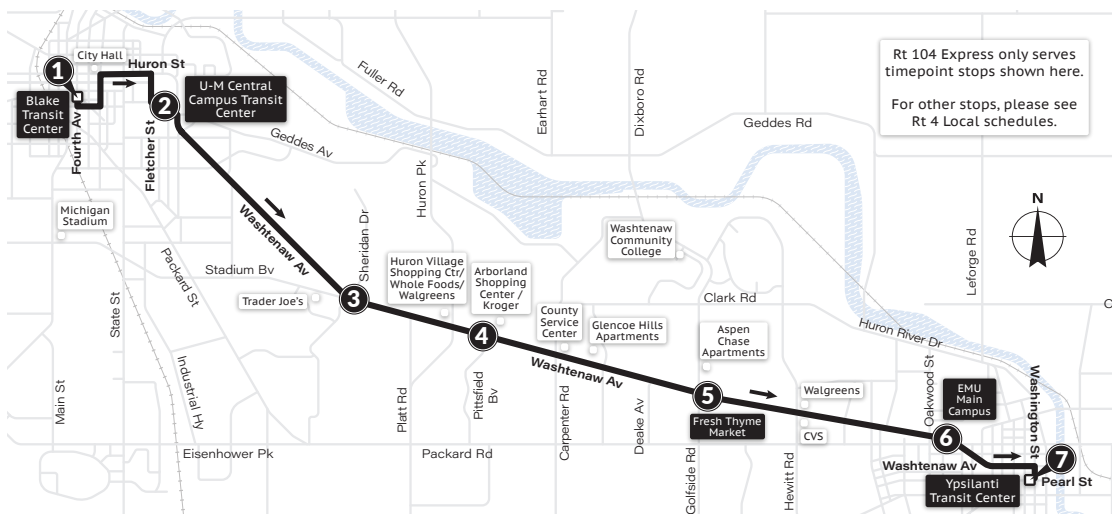 Rt 104 Express only serves
timepoint stops shown here.
For other stops, please see
Rt 4 Local schedules.
N
1
Blake
Transit
Center
Fourth Av
City Hall
Huron St
Fletcher St
2
U-M Central
Campus Transit
Center
Geddes Av
Fuller Rd
Huron Pk
Earhart Rd
Dixboro Rd
Geddes Rd
Leforge Rd
Michigan
Stadium
Packard St
Stadium Bv
State St
Main St
Industrial Hy
Eisenhower Pk
Washtenaw Av
Trader Joe's
Sheridan Dr
3
Huron Village
Shopping Ctr/
Whole Foods/
Walgreens
Arborland
Shopping
Center /
Kroger
4
Platt Rd
Pittsfield
Bv
Packard Rd
County
Service
Center
Glencoe Hills
Apartments
Washtenaw Av
Carpenter Rd
Deake Av
Washtenaw
Community
College
Clark Rd
Aspen
Chase
Apartments
5
Fresh Thyme
Market
Golfside Rd
Walgreens
CVS
Hewitt Rd
Huron River Dr
Oakwood St
EMU
Main
Campus
6
Washtenaw Av
Washington St
7
Pearl St
Ypsilanti
Transit Center